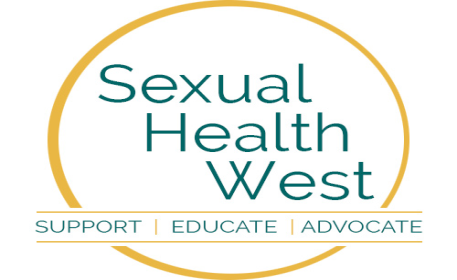 Sexual
Health
West
SUPPORT | EDUCATE | ADVOCATE